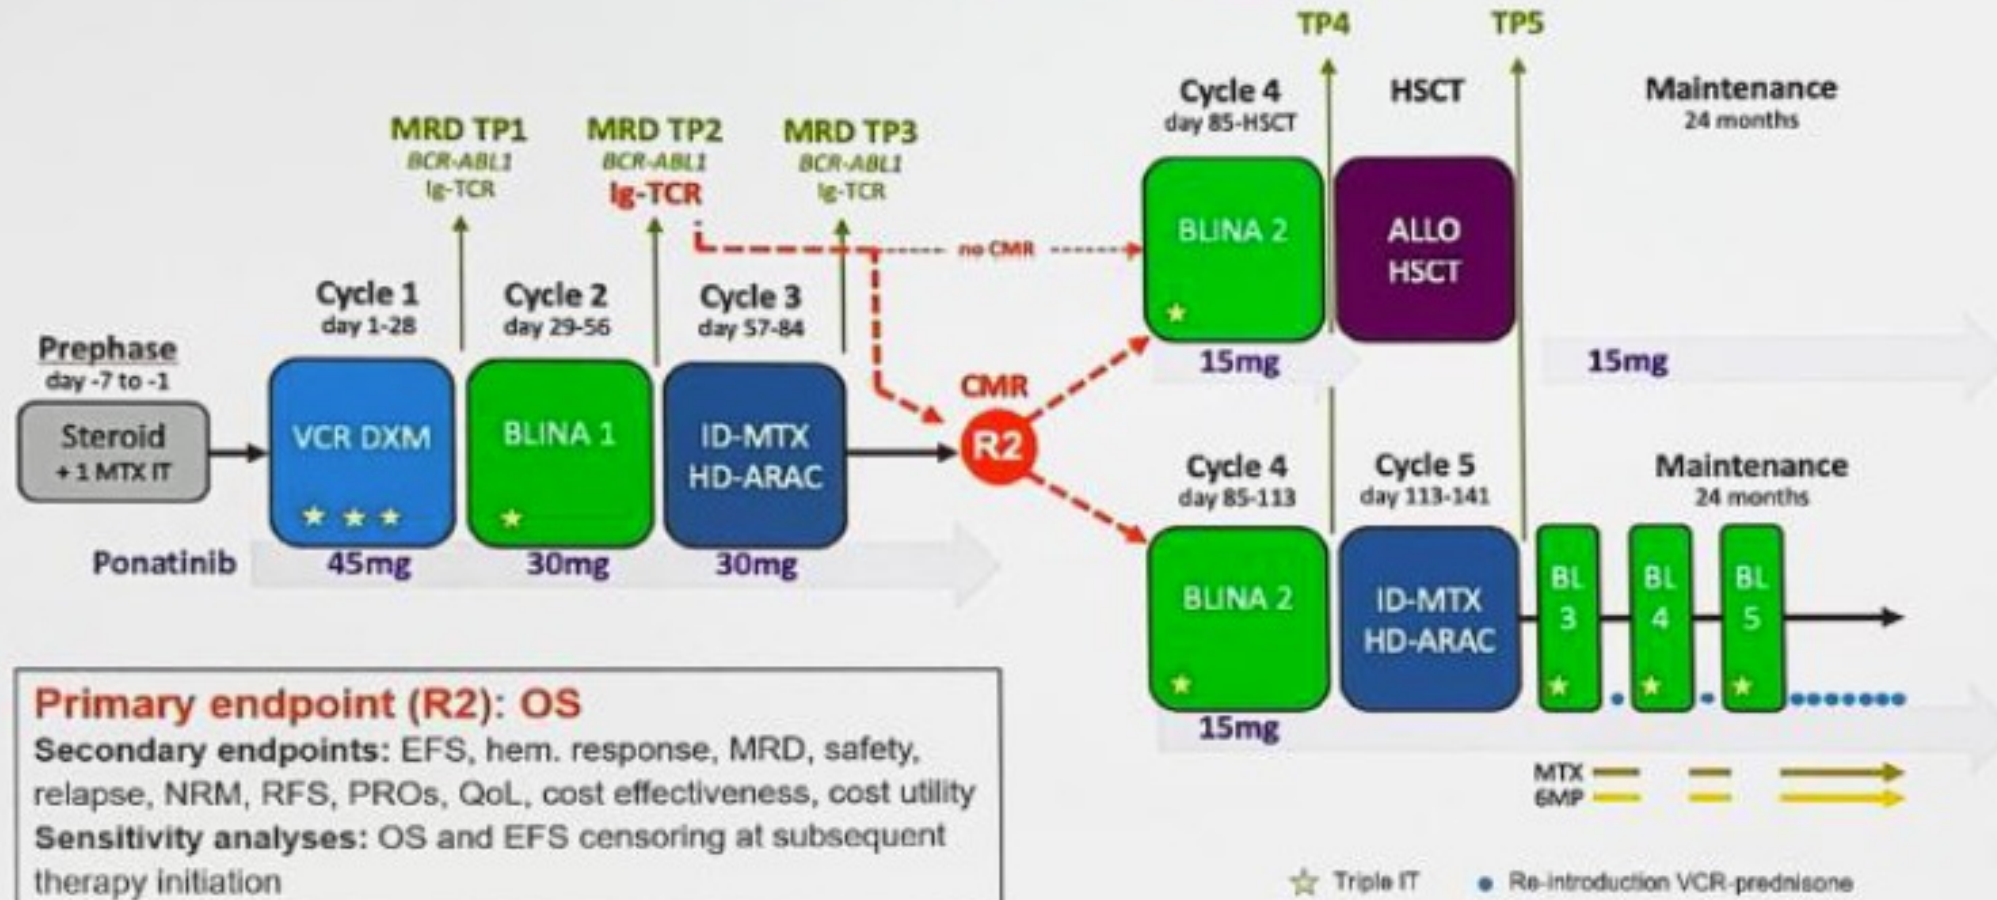 TP4
TP5
Cycle 4
day 85-HSCT
HSCT
Maintenance
24 months
MRD TP1
BCR-ABL1
Ig-TCR
MRD TP2
BCR-ABL1
Ig-TCR
MRD TP3
BCR-ABL1
Ig-TCR
no CMR
BLINA 2
ALLO
HSCT
15mg
15mg
Prephase
day -7 to -1
Steroid
+ 1 MTX IT
Cycle 1
day 1-28
VCR DXM
Cycle 2
day 29-56
BLINA 1
Cycle 3
day 57-84
ID-MTX
HD-ARAC
CMR
R2
Ponatinib
45mg
30mg
30mg
Cycle 4
day 85-113
BLINA 2
15mg
Cycle 5
day 113-141
ID-MTX
HD-ARAC
Maintenance
24 months
BL
3
BL
4
BL
5
MTX
6MP
Primary endpoint (R2): OS
Secondary endpoints: EFS, hem. response, MRD, safety,
relapse, NRM, RFS, PROs, QoL, cost effectiveness, cost utility
Sensitivity analyses: OS and EFS censoring at subsequent
therapy initiation
Triple IT
Re-introduction VCR-prednisone